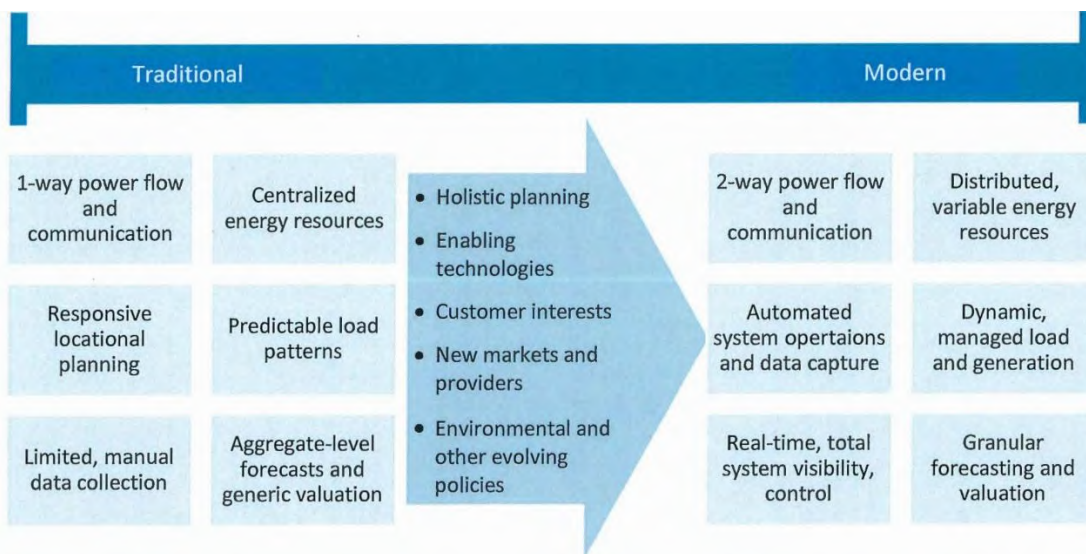 Traditional
Modern
1-way power flow
and
communication
Centralized
energy resources
Responsive
locational
planning
Predictable load
patterns
Limited, manual
data collection
Aggregate-level
forecasts and
generic valuation
• Holistic planning
• Enabling
technologies
• Customer interests
• New markets and
providers
• Environmental and
other evolving
policies
2-way power flow
and
communication
Distributed,
variable energy
resources
Automated
system opertaions
and data capture
Dynamic,
managed load
and generation
Real-time, total
system visibility,
control
Granular
forecasting and
valuation